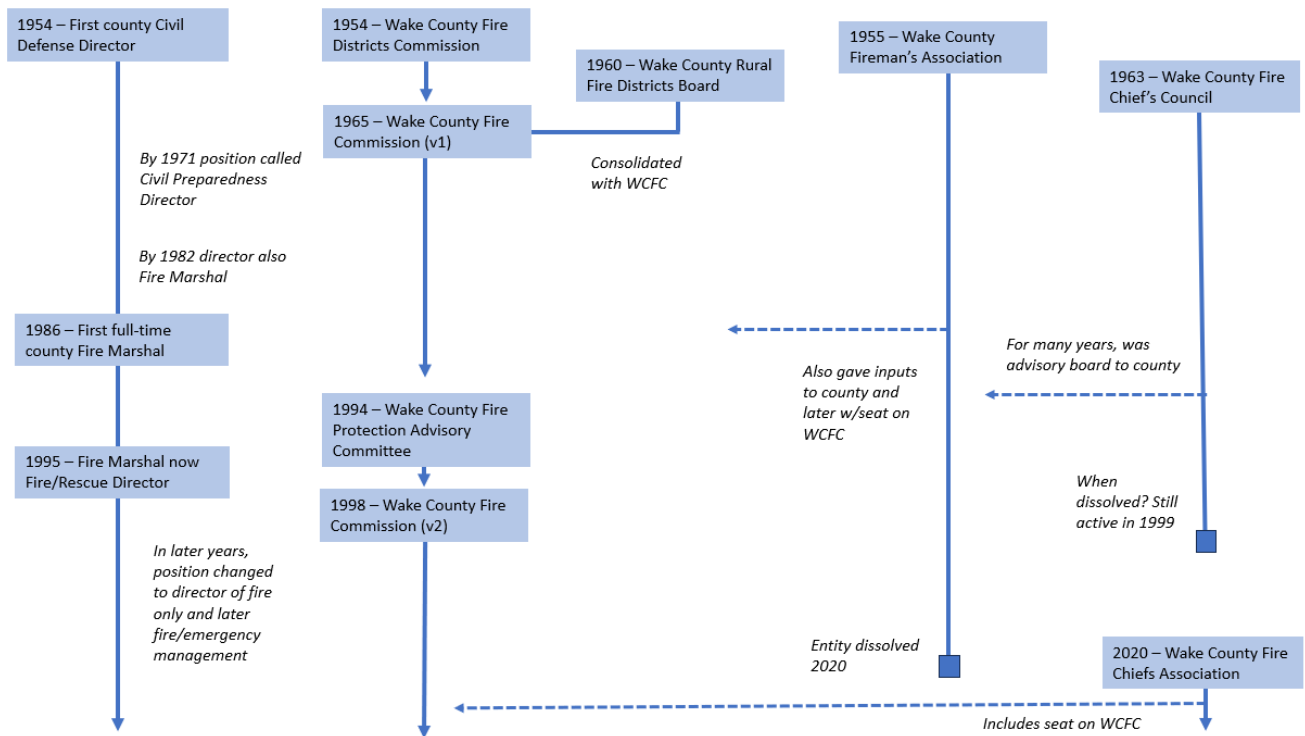 1954 – First county Civil
Defense Director
By 1971 position called
Civil Preparedness
Director
By 1982 director also
Fire Marshal
1986 – First full-time
county Fire Marshal
1995 – Fire Marshal now
Fire/Rescue Director
In later years,
position changed
to director of fire
only and later
fire/emergency
management
1954 – Wake County Fire
Districts Commission
1960 – Wake County Rural
Fire Districts Board
1965 – Wake County Fire
Commission (v1)
Consolidated
with WCFC
1994 – Wake County Fire
Protection Advisory
Committee
1998 – Wake County Fire
Commission (v2)
1955 – Wake County
Fireman’s Association
Also gave inputs
to county and
later w/seat on
WCFC
Entity dissolved
2020
1963 – Wake County Fire
Chief’s Council
For many years, was
advisory board to county
When
dissolved? Still
active in 1999
2020 – Wake County Fire
Chiefs Association
Includes seat on WCFC